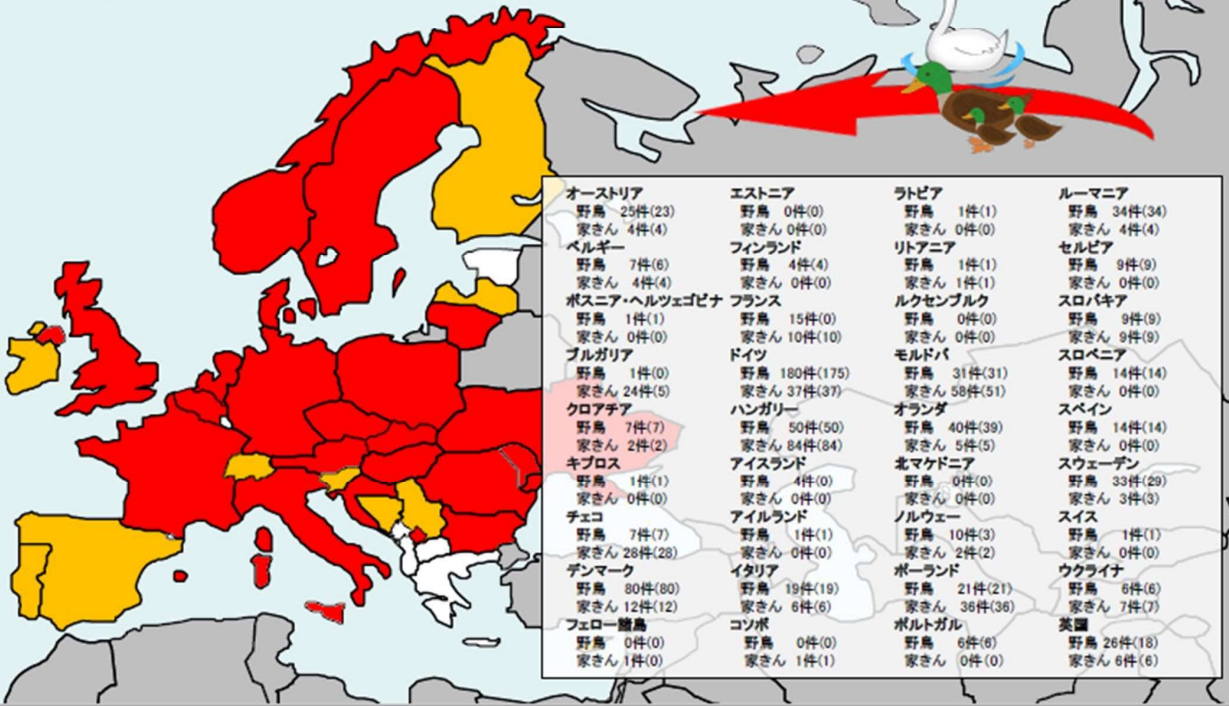 オーストリア
野鳥 25件(23)
家きん 4件(4)
ベルギー
野鳥 7件(6)
家きん 4件(4)
ボスニア・ヘルツェゴビナ
野鳥 1件(1)
家きん 0件(0)
ブルガリア
野鳥 1件(0)
家きん 24件(5)
クロアチア
野鳥 7件(7)
家きん 2件(2)
キプロス
野鳥 1件(1)
家きん 0件(0)
チェコ
野鳥 7件(7)
家きん 28件(28)
デンマーク
野鳥 80件(80)
家きん 12件(12)
フェロー諸島
野鳥 0件(0)
家きん 1件(0)
エストニア
野鳥 0件(0)
家きん 0件(0)
フィンランド
野鳥 4件(4)
家きん 0件(0)
フランス
野鳥 15件(0)
家きん 10件(10)
ドイツ
野鳥 180件(175)
家きん 37件(37)
ハンガリー
野鳥 50件(50)
家きん 84件(84)
アイスランド
野鳥 4件(0)
家きん 0件(0)
アイルランド
野鳥 1件(1)
家きん 0件(0)
イタリア
野鳥 19件(19)
家きん 6件(6)
コソボ
野鳥 0件(0)
家きん 1件(1)
ラトビア
野鳥 1件(1)
家きん 0件(0)
リトアニア
野鳥 1件(1)
家きん 1件(1)
ルクセンブルク
野鳥 0件(0)
家きん 0件(0)
モルドバ
野鳥 31件(31)
家きん 58件(51)
オランダ
野鳥 40件(39)
家きん 5件(5)
北マケドニア
野鳥 0件(0)
家きん 0件(0)
ノルウェー
野鳥 10件(3)
家きん 2件(2)
ポーランド
野鳥 21件(21)
家きん 36件(36)
ポルトガル
野鳥 6件(6)
家きん 0件(0)
ルーマニア
野鳥 34件(34)
家きん 4件(4)
セルビア
野鳥 9件(9)
家きん 0件(0)
スロバキア
野鳥 9件(9)
家きん 9件(9)
スロベニア
野鳥 14件(14)
家きん 0件(0)
スペイン
野鳥 14件(14)
家きん 0件(0)
スウェーデン
野鳥 33件(29)
家きん 3件(3)
スイス
野鳥 1件(1)
家きん 0件(0)
ウクライナ
野鳥 6件(6)
家きん 7件(7)
英国
野鳥 26件(18)
家きん 6件(6)